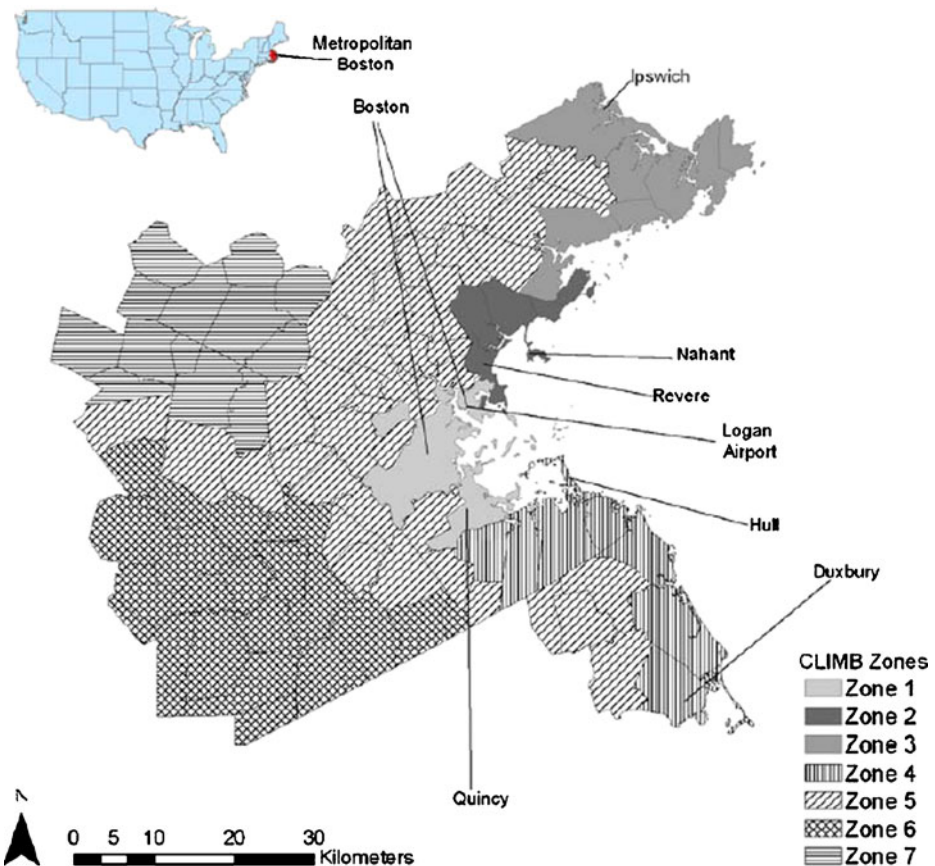 Metropolitan
Boston
Boston
Ipswich
Nahant
Revere
Logan
Airport
Hull
Duxbury
Quincy
CLIMB Zones
Zone 1
Zone 2
Zone 3
Zone 4
Zone 5
Zone 6
Zone 7
N
0 5 10 20 30
Kilometers